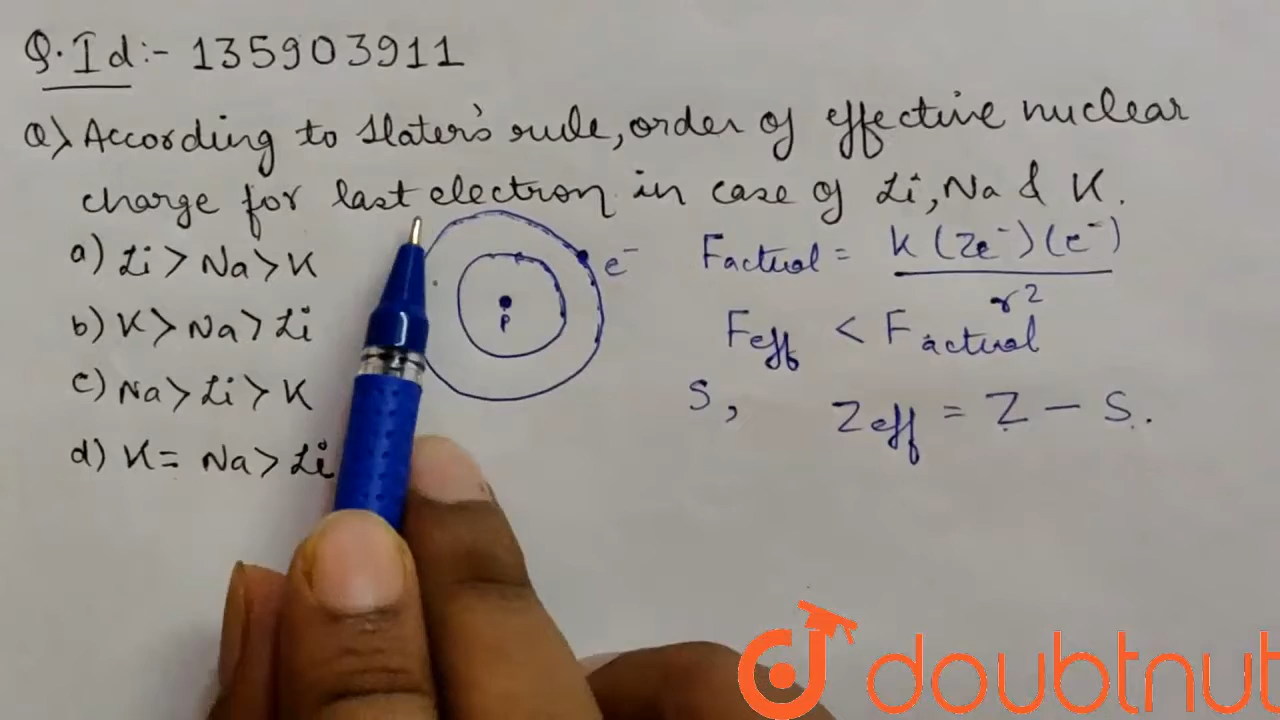 Q.Id:- 135903911
Q) According to Slater's rule, order of effective nuclear
charge for last electron in case of Li, Na & K.
a) Li > Na > K
b) K > Na > Li
c) Na > Li > K
d) K = Na > Li
e⁻
P
Factual = K(Ze⁻)(e⁻)
r²
Feff < Factual
S, Zeff = Z - S.
doubtnut